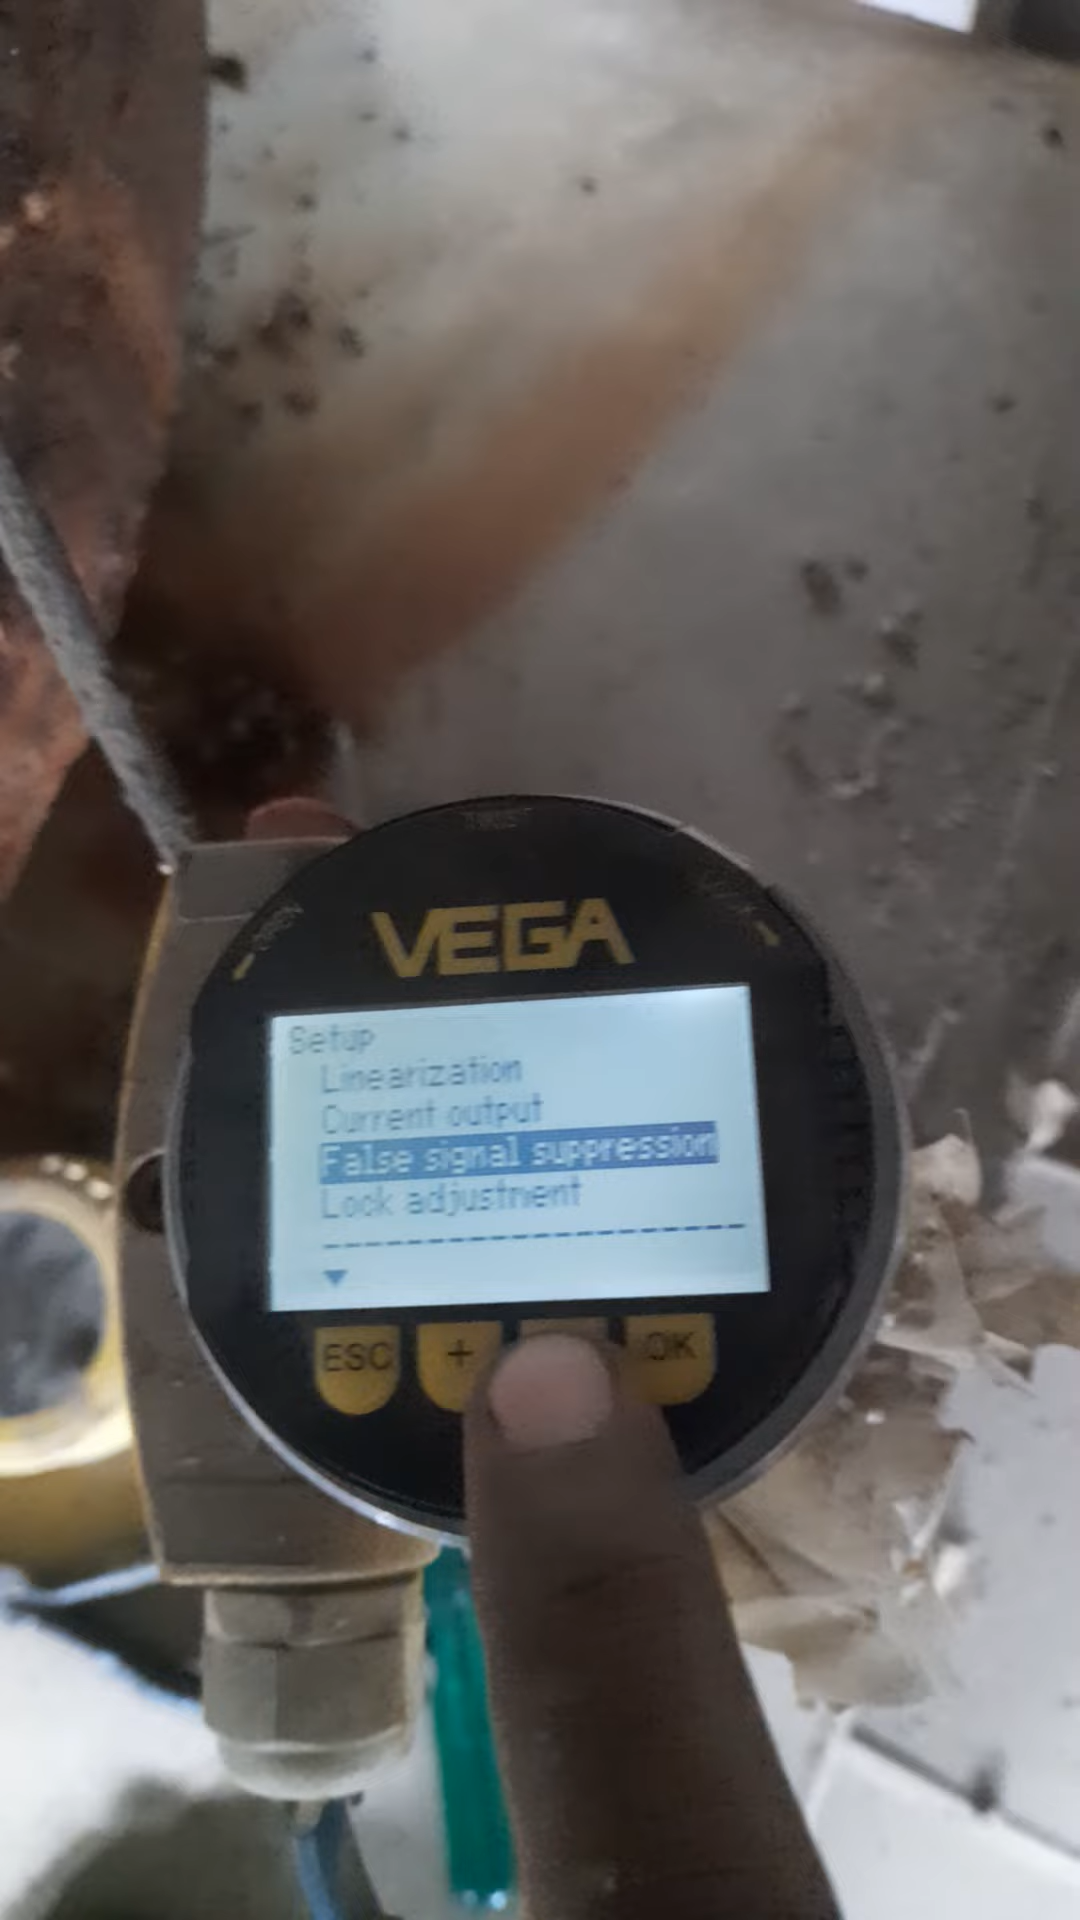 VEGA
Setup
Linearization
Current output
False signal suppression
Lock adjustment
ESC
+
OK